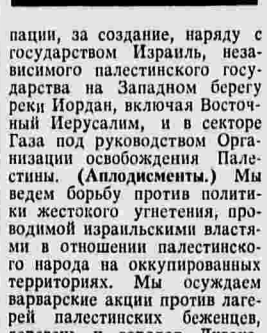 пации, за создание, наряду с
государством Израиль, неза-
висимого палестинского госу-
дарства на Западном берегу
реки Иордан, включая Восточ-
ный Иерусалим, и в секторе
Газа под руководством Орга-
низации освобождения Пале-
стины. (Аплодисменты.) Мы
ведем борьбу против полити-
ки жестокого угнетения, про-
водимой израильскими властя-
ми в отношении палестинско-
го народа на оккупированных
территориях. Мы осуждаем
варварские акции против лаге-
рей палестинских беженцев,